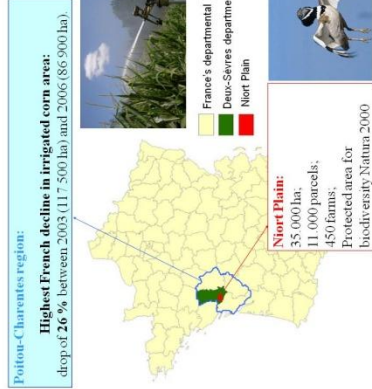 Poitou-Charentes region:
Highest French decline in irrigated corn area:
drop of 26 % between 2003 (117 500 ha) and 2006 (86 900 ha).
France's departmental
Deux-Sèvres departme
Niort Plain
Niort Plain:
35.000 ha;
11.000 parcels;
450 farms;
Protected area for
biodiversity Natura 2000